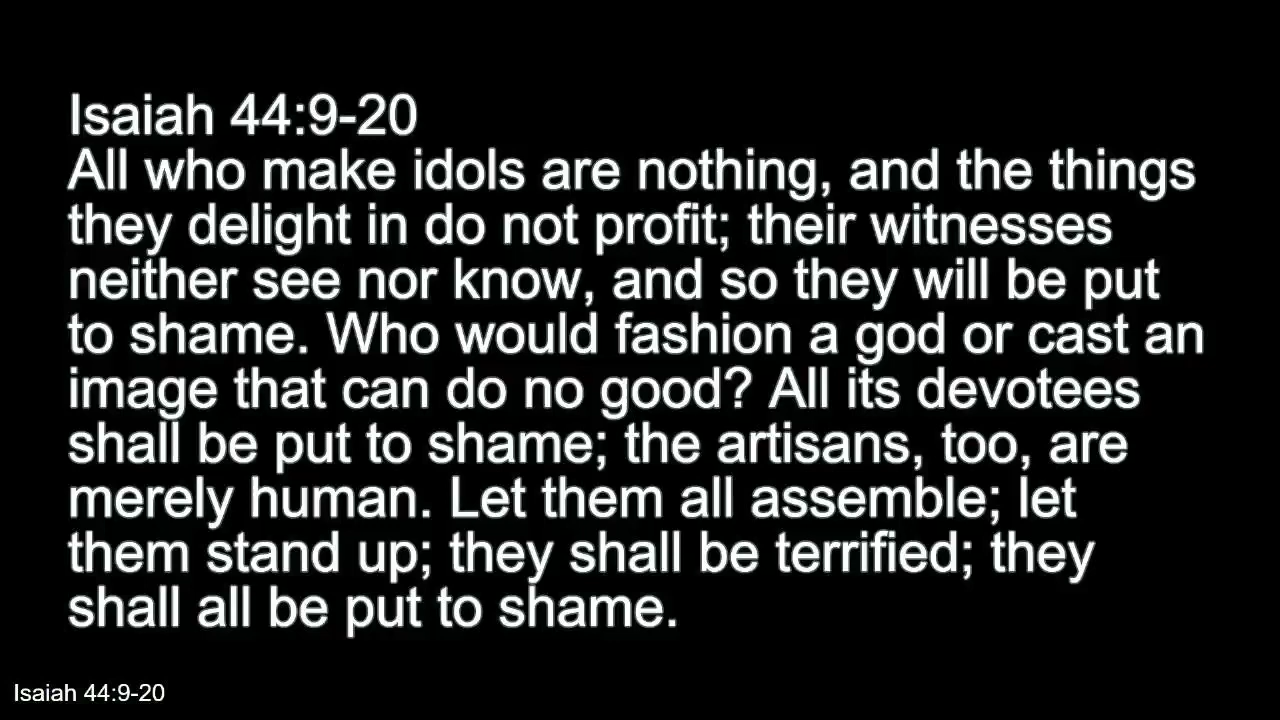 Isaiah 44:9-20
All who make idols are nothing, and the things
they delight in do not profit; their witnesses
neither see nor know, and so they will be put
to shame. Who would fashion a god or cast an
image that can do no good? All its devotees
shall be put to shame; the artisans, too, are
merely human. Let them all assemble; let
them stand up; they shall be terrified; they
shall all be put to shame.
Isaiah 44:9-20